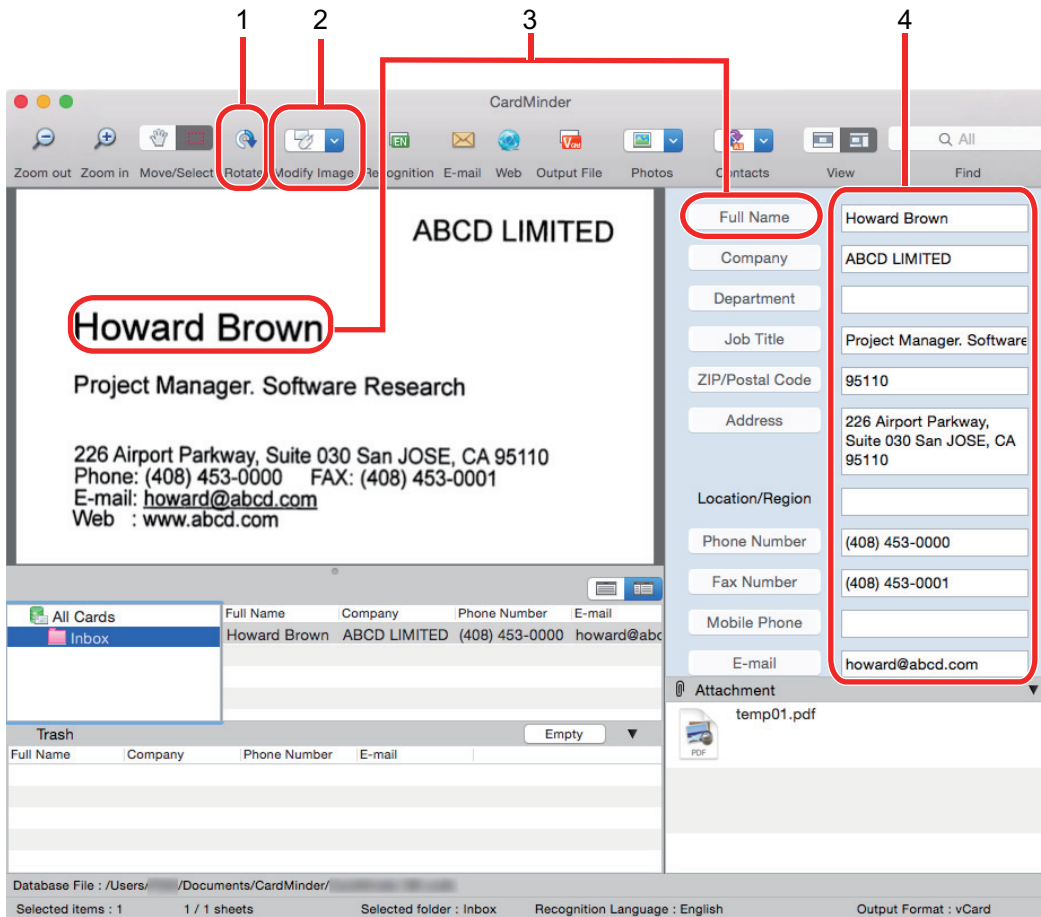 1 2 3 4
CardMinder
EN
Vcard
All
Zoom out Zoom in Move/Select Rotate Modify Image Recognition E-mail Web Output File Photos Contacts View Find
ABCD LIMITED
Howard Brown
Project Manager. Software Research
226 Airport Parkway, Suite 030 San JOSE, CA 95110
Phone: (408) 453-0000 FAX: (408) 453-0001
E-mail: howard@abcd.com
Web : www.abcd.com
Full Name Howard Brown
Company ABCD LIMITED
Department
Job Title Project Manager. Software
ZIP/Postal Code 95110
Address 226 Airport Parkway,
Suite 030 San JOSE, CA
95110
Location/Region
Phone Number (408) 453-0000
Fax Number (408) 453-0001
Mobile Phone
E-mail howard@abcd.com
All Cards
Inbox
Full Name Company Phone Number E-mail
Howard Brown ABCD LIMITED (408) 453-0000 howard@abc
Attachment
temp01.pdf
PDF
Trash Empty
Full Name Company Phone Number E-mail
Database File : /Users/ /Documents/CardMinder/
Selected items : 1 1 / 1 sheets Selected folder : Inbox Recognition Language : English Output Format : vCard